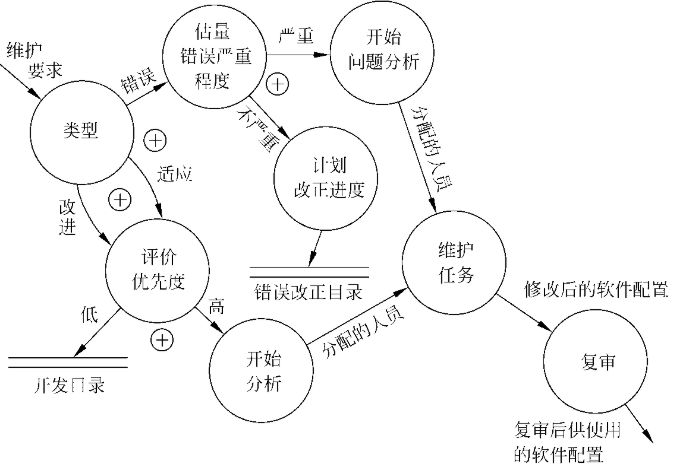 维护
要求
类型
错误
估量
错误严重
程度
严重
开始
问题分析
不严重
计划
改正进度
错误改正目录
分配的人员
适应
改
进
评价
优先度
低
开发目录
高
开始
分析
分配的人员
维护
任务
修改后的软件配置
复审
复审后供使用
的软件配置